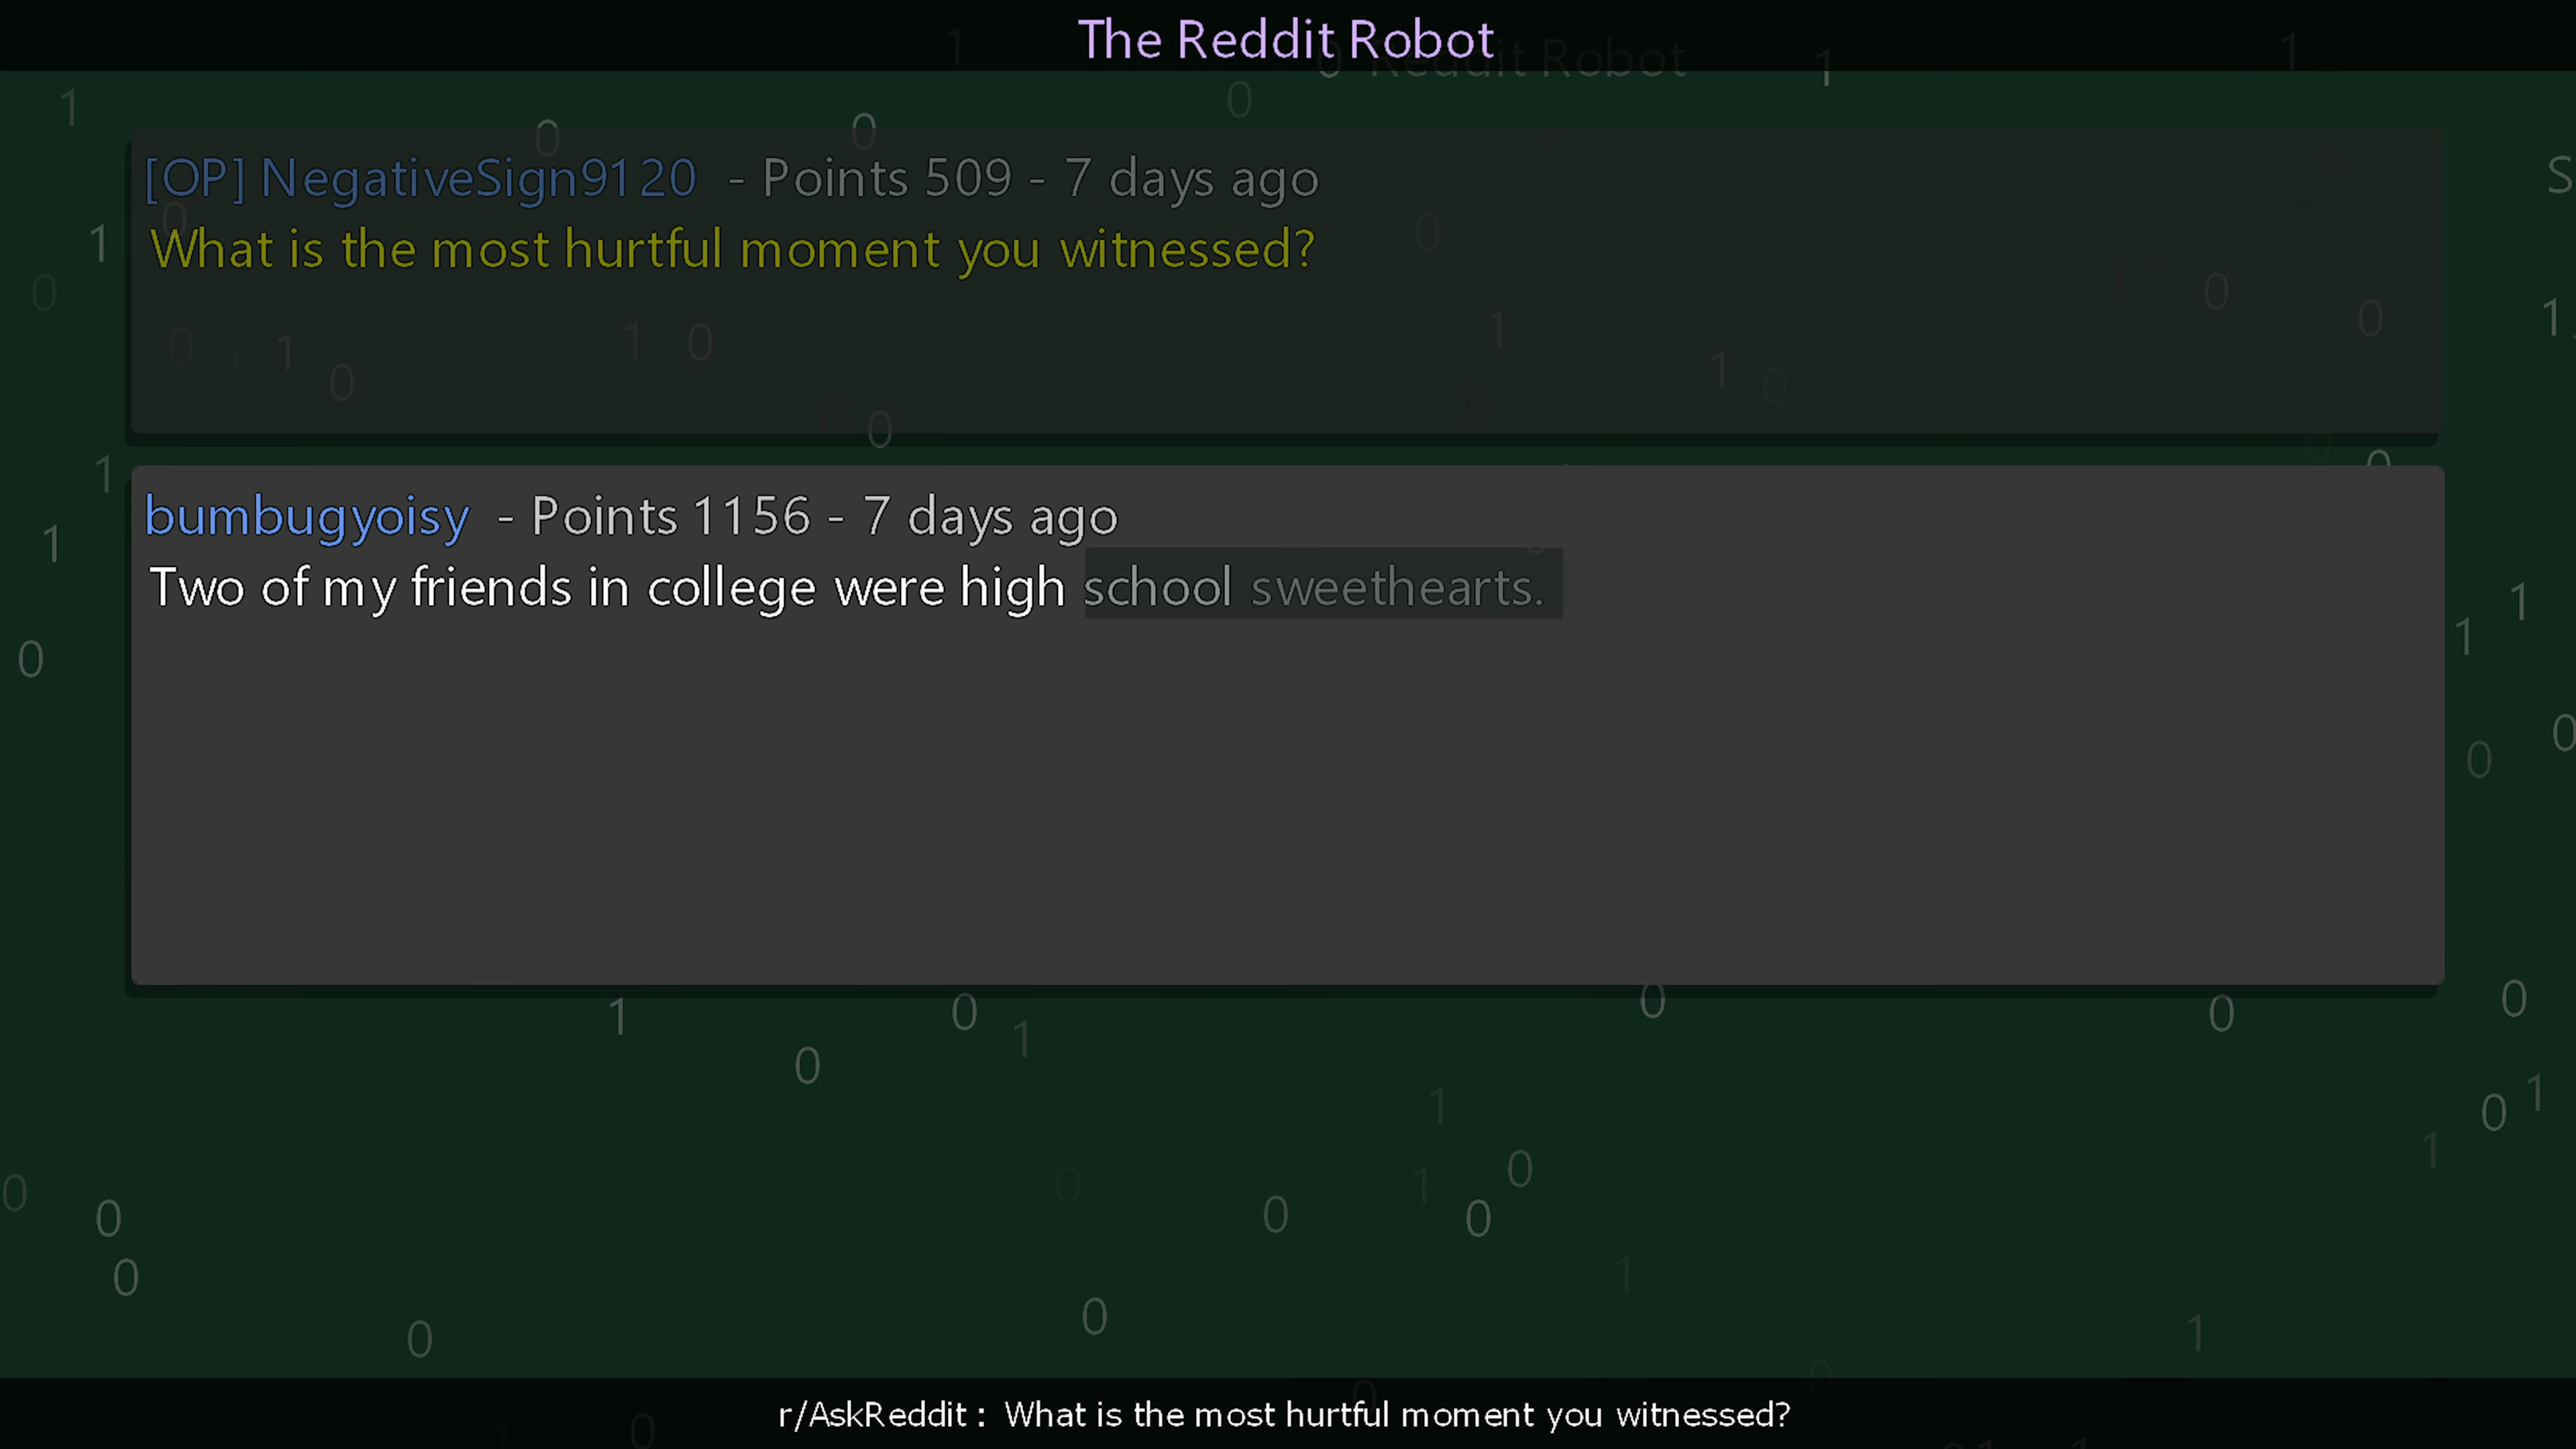 The Reddit Robot
[OP] NegativeSign9120 - Points 509 - 7 days ago
What is the most hurtful moment you witnessed?
bumbugyoisy - Points 1156 - 7 days ago
Two of my friends in college were high school sweethearts.
r/AskReddit : What is the most hurtful moment you witnessed?